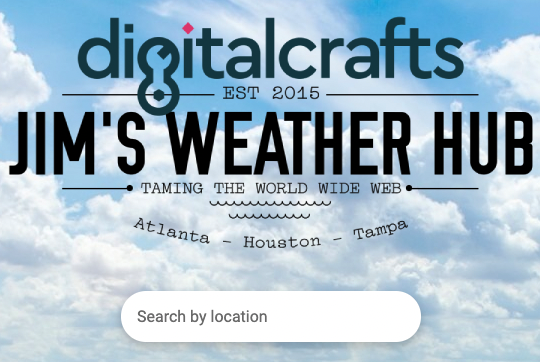 digitalcrafts
EST 2015
JIM'S WEATHER HUB
TAMING THE WORLD WIDE WEB
Atlanta - Houston - Tampa
Search by location